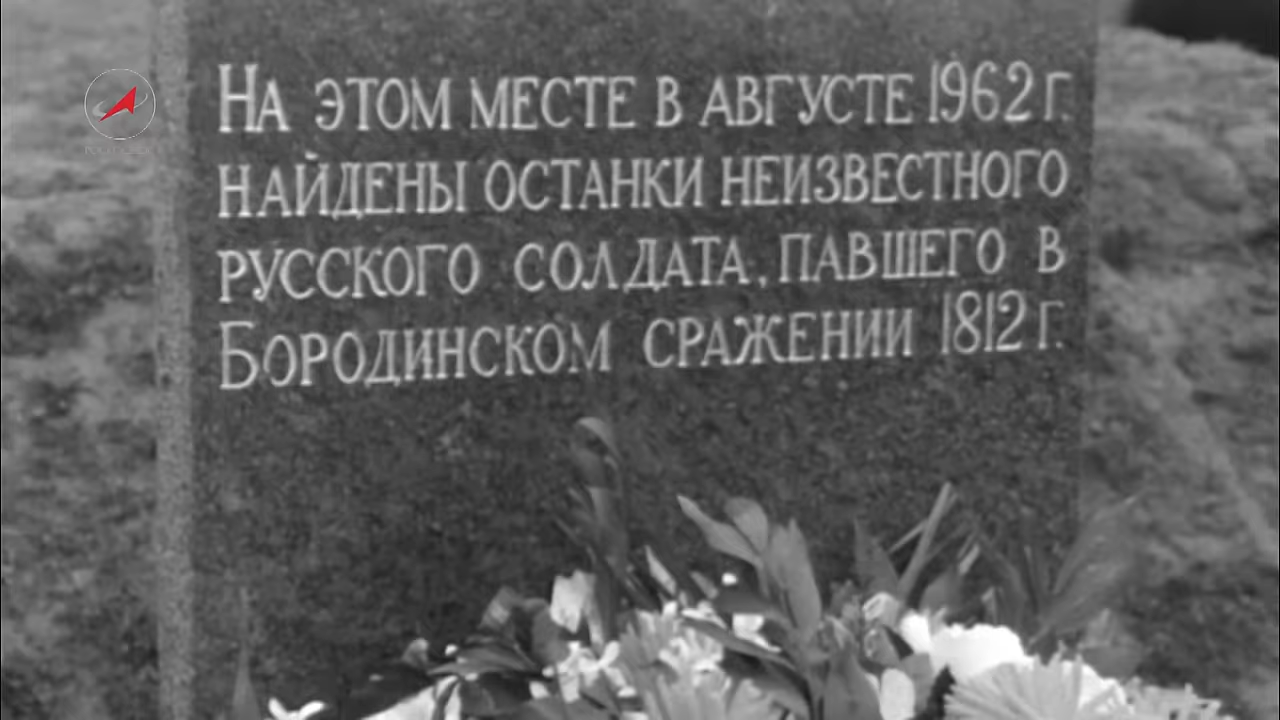 На этом месте в августе 1962 г.
найдены останки неизвестного
русского солдата, павшего в
Бородинском сражении 1812 г.